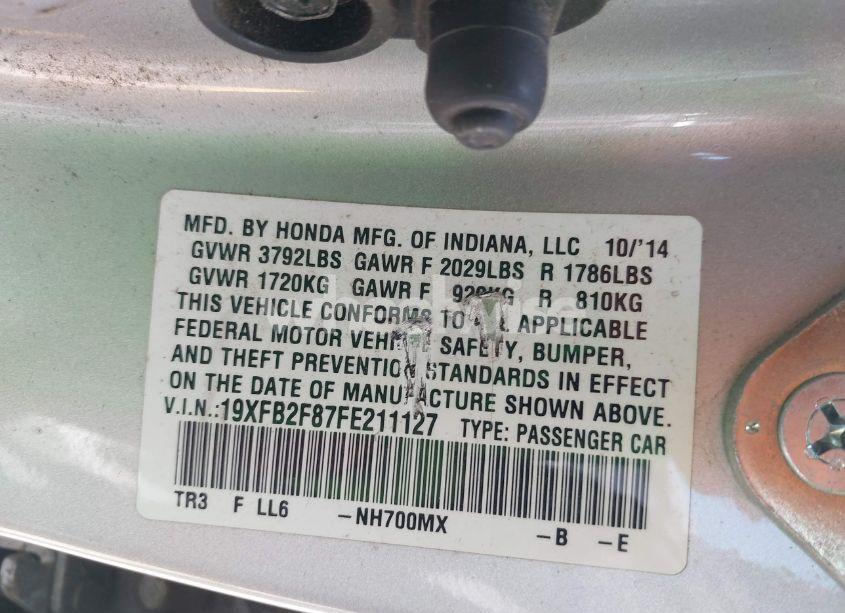 MFD. BY HONDA MFG. OF INDIANA, LLC 10/'14
GVWR 3792LBS GAWR F 2029LBS R 1786LBS
GVWR 1720KG GAWR F 920KG R 810KG
THIS VEHICLE CONFORMS TO APPLICABLE
FEDERAL MOTOR SAFETY, BUMPER,
AND THEFT PREVENTION STANDARDS IN EFFECT
ON THE DATE OF MANUFACTURE SHOWN ABOVE.
V.I.N.:19XFB2F87FE211127 TYPE: PASSENGER CAR
TR3 F LL6 -NH700MX -B -E